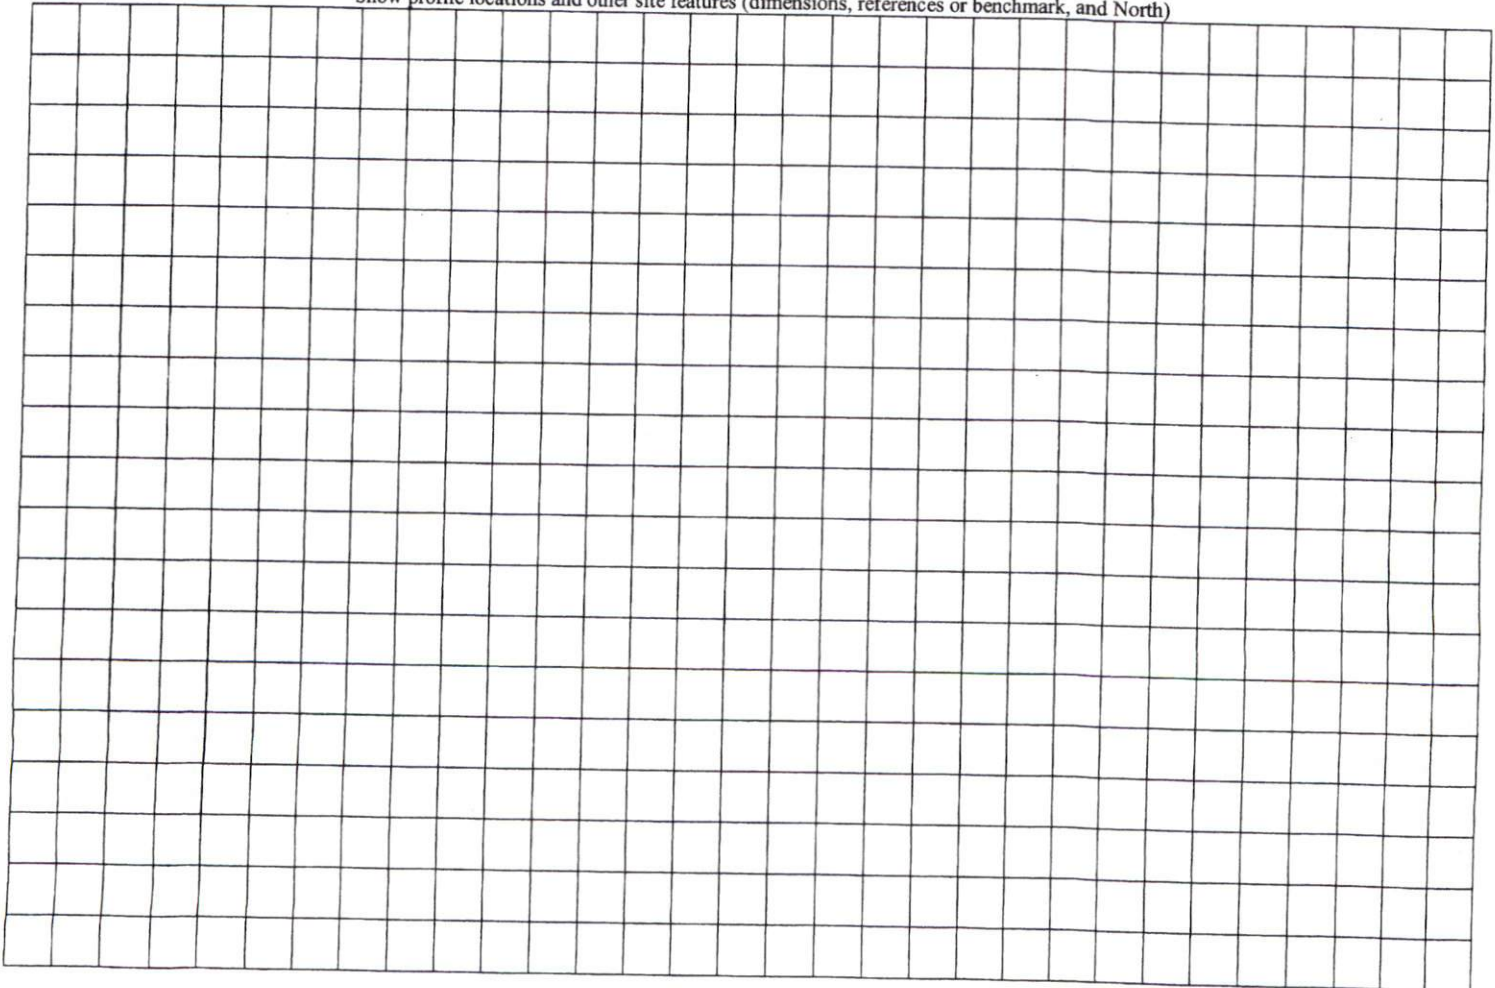 Show profile locations and other site features (dimensions, references or benchmark, and North)